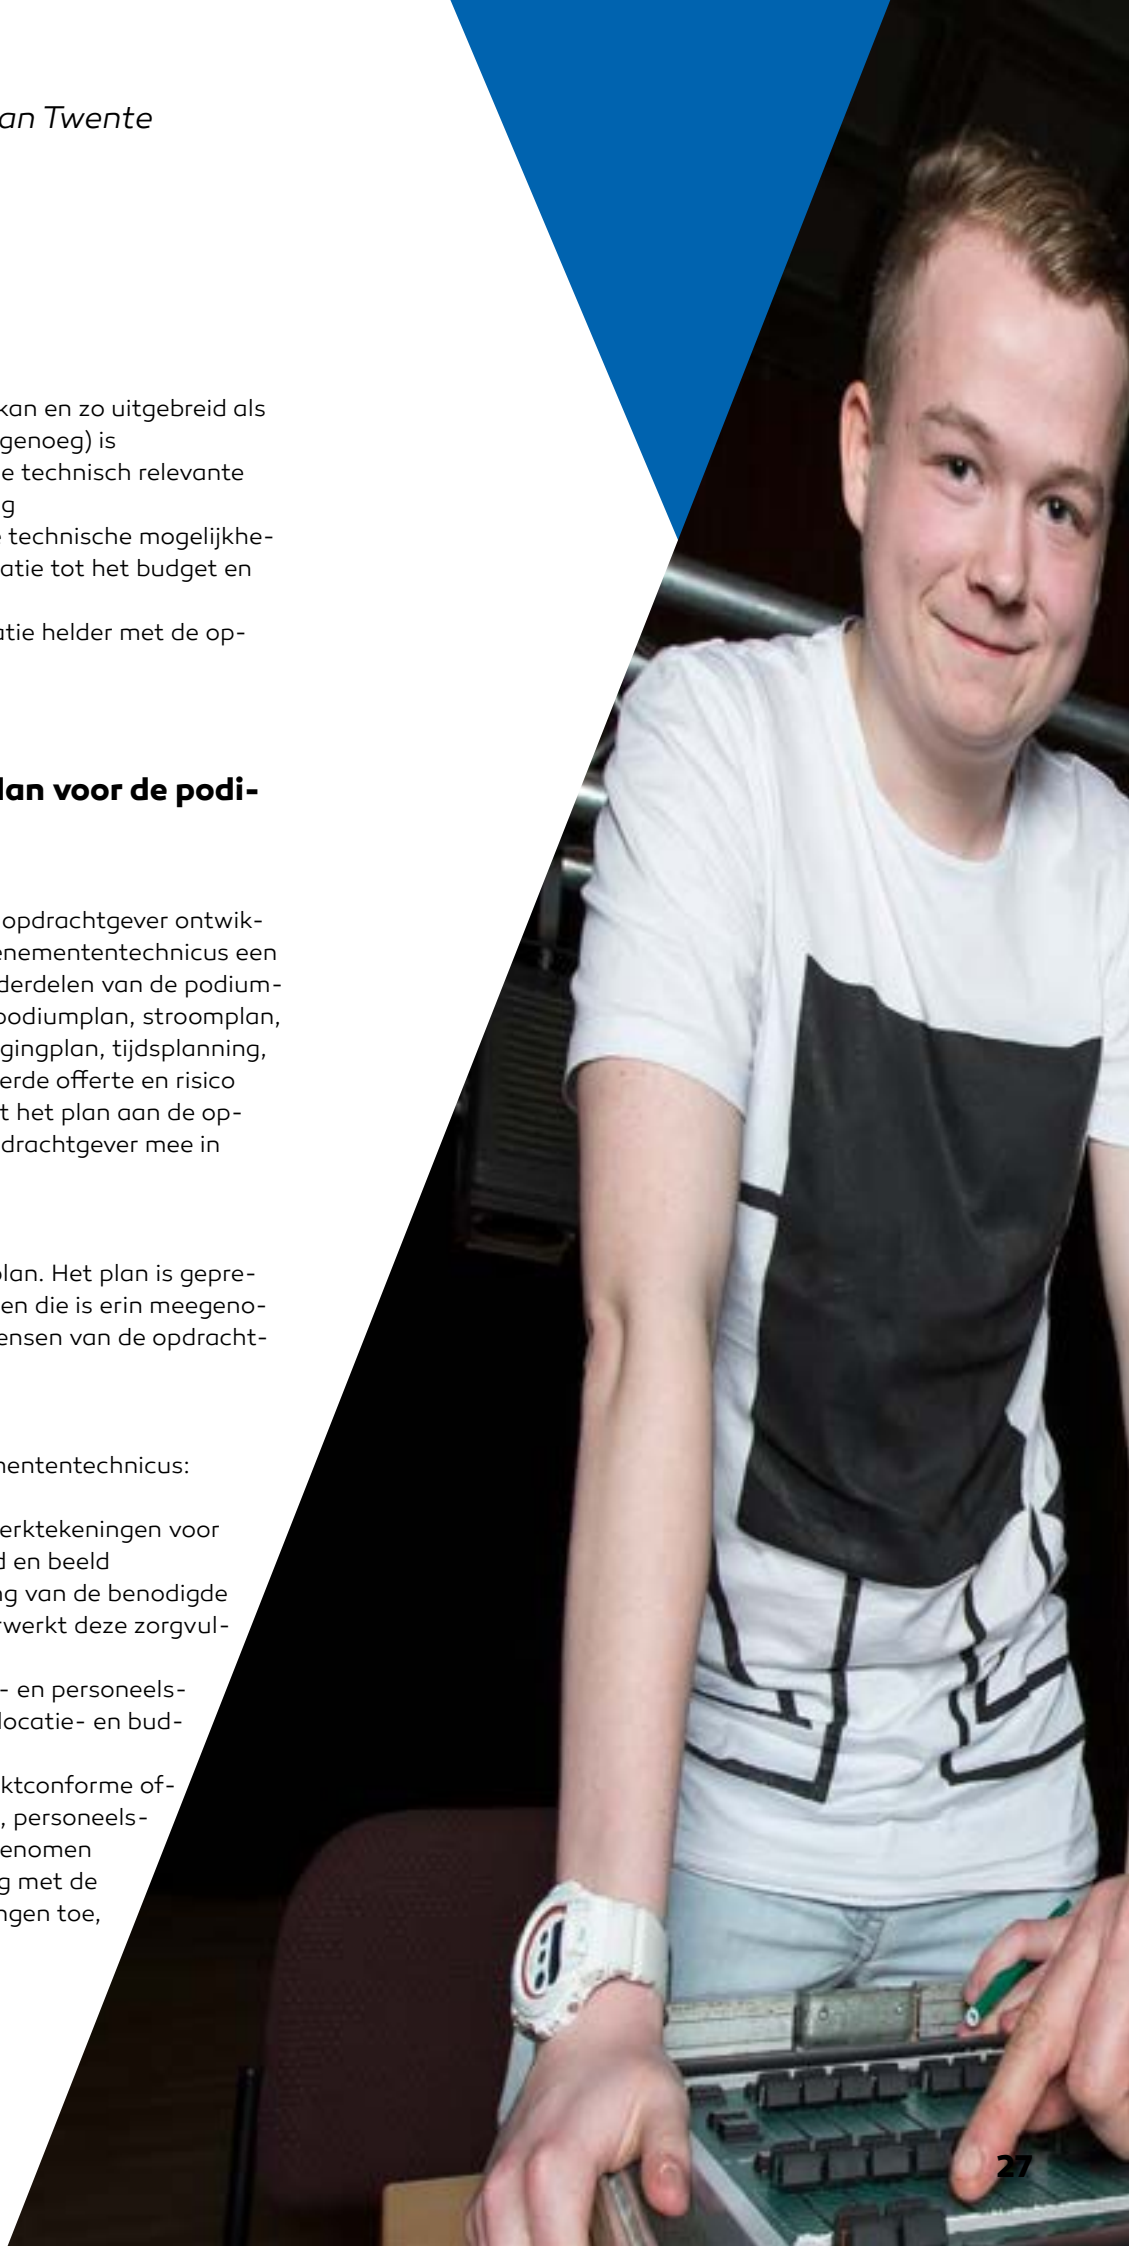 an Twente
kan en zo uitgebreid als
genoeg) is
e technisch relevante
g
technische mogelijkhe-
atie tot het budget en
atie helder met de op-
lan voor de podi-
opdrachtgever ontwik-
enemententechnicus een
derdelen van de podium-
podiumplan, stroomplan,
gingplan, tijdsplanning,
erde offerte en risico
t het plan aan de op-
drachtgever mee in
plan. Het plan is gepre-
en die is erin meegeno-
ensen van de opdracht-
nententechnicus:
erktekeningen voor
d en beeld
ng van de benodigde
rwerkt deze zorgvul-
- en personeels-
locatie- en bud-
ktconforme of-
, personeels-
enomen
g met de
ngen toe,
27